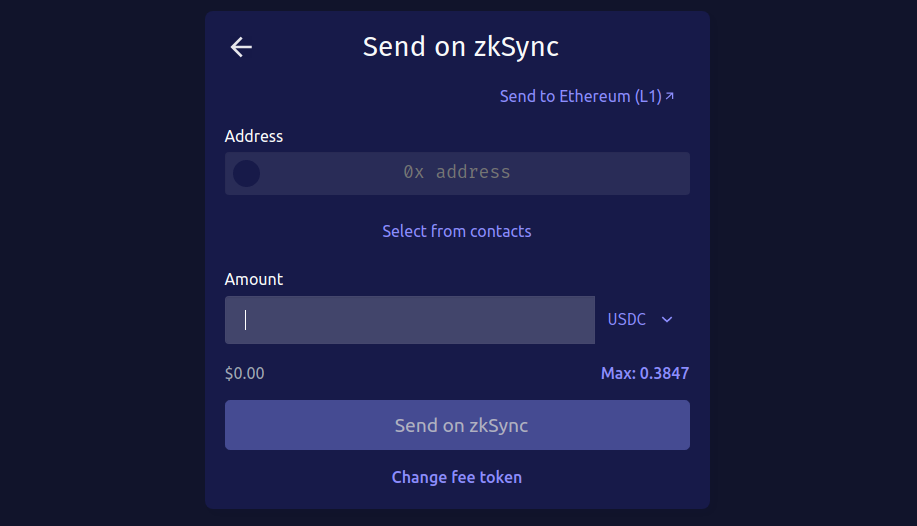 Send on zkSync
Send to Ethereum (L1)↗
Address
0x address
Select from contacts
Amount
USDC
$0.00 Max: 0.3847
Send on zkSync
Change fee token